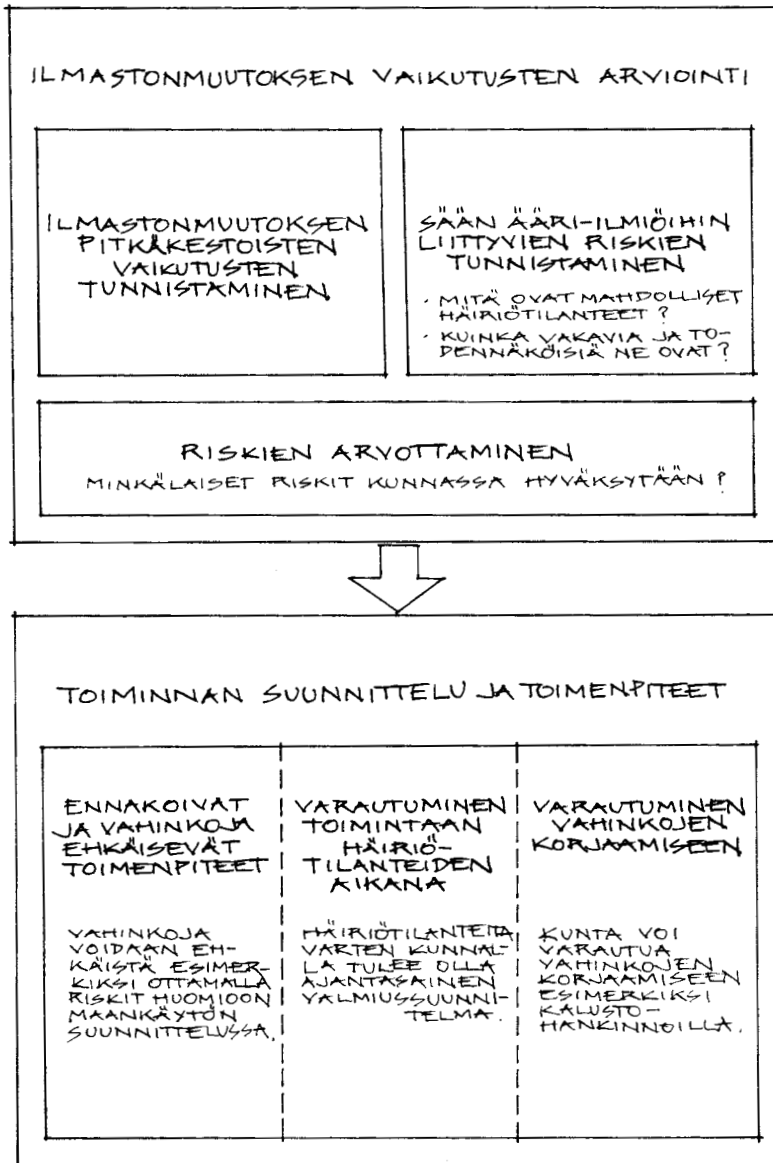 ILMASTONMUUTOKSEN VAIKUTUSTEN ARVIOINTI
ILMASTONMUUTOKSEN
PITKÄKESTOISTEN
VAIKUTUSTEN
TUNNISTAMINEN
SÄÄN ÄÄRI-ILMIÖIHIN
LIITTYVIEN RISKIEN
TUNNISTAMINEN
· MITÄ OVAT MAHDOLLISET
HÄIRIÖTILANTEET?
· KUINKA VAKAVIA JA TO-
DENNÄKÖISIÄ NE OVAT?
RISKIEN ARVOTTAMINEN
MINKÄLAISET RISKIT KUNNASSA HYVÄKSYTÄÄN?
TOIMINNAN SUUNNITTELU JA TOIMENPITEET
ENNAKOIVAT
JA VAHINKOJA
EHKÄISEVÄT
TOIMENPITEET
VAHINKOJA
VOIDAAN EH-
KÄISTÄ ESIMER-
KIKSI OTTAMALLA
RISKIT HUOMIOON
MAANKÄYTÖN
SUUNNITTELUSSA.
VARAUTUMINEN
TOIMINTAAN
HÄIRIÖ-
TILANTEIDEN
AIKANA
HÄIRIÖTILANTEITA
VARTEN KUNNAL-
LA TULEE OLLA
AJANTASAINEN
VALMIUSSUUNNI-
TELMA.
VARAUTUMINEN
VAHINKOJEN
KORJAAMISEEN
KUNTA VOI
VARAUTUA
VAHINKOJEN
KORJAAMISEEN
ESIMERKIKSI
KALUSTO-
HANKINNOILLA.